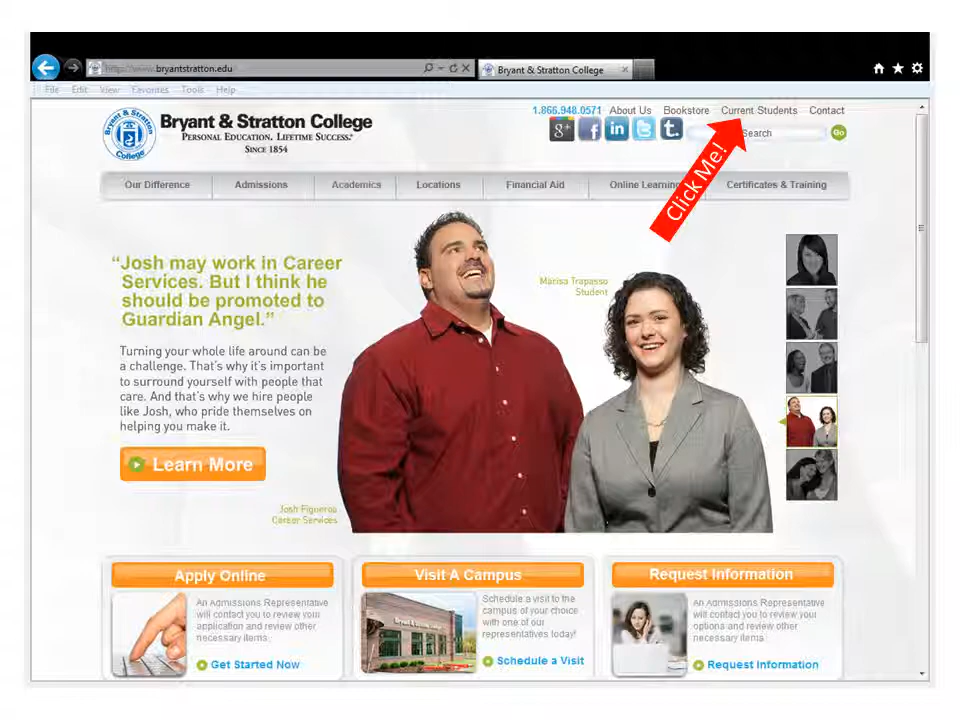 http://www.bryantstratton.edu
Bryant & Stratton College
File Edit View Favorites Tools Help
Bryant & Stratton
College
Bryant & Stratton College
PERSONAL EDUCATION. LIFETIME SUCCESS.®
SINCE 1854
1.866.948.0571 About Us Bookstore Current Students Contact
g+ f in t.
Search
Go
Click Me!
Our Difference Admissions Academics Locations Financial Aid Online Learning Certificates & Training
“Josh may work in Career
Services. But I think he
should be promoted to
Guardian Angel.”
Marisa Trapasso
Student
Turning your whole life around can be
a challenge. That's why it's important
to surround yourself with people that
care. And that's why we hire people
like Josh, who pride themselves on
helping you make it.
Learn More
Josh Figueroa
Career Services
Apply Online
An Admissions Representative
will contact you to review your
application and review other
necessary items.
Get Started Now
Visit A Campus
Bryant & Stratton College
Schedule a visit to the
campus of your choice
with one of our
representatives today!
Schedule a Visit
Request Information
An Admissions Representative
will contact you to review your
options and review other
necessary items.
Request Information